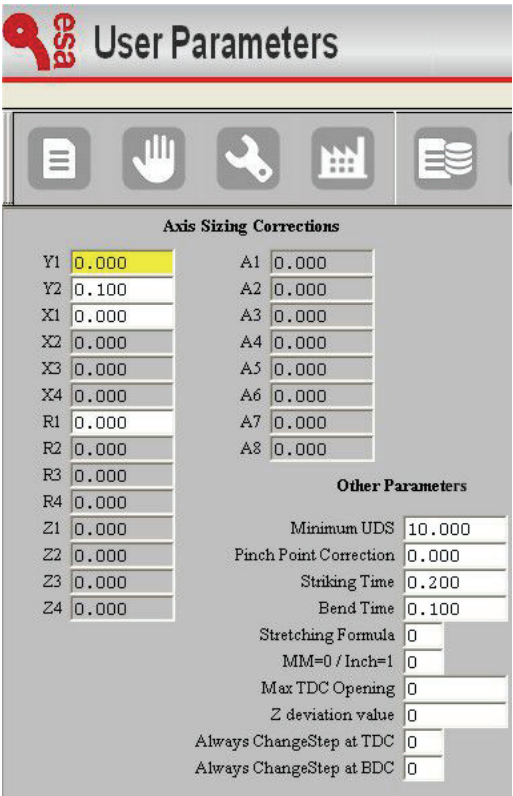 esa User Parameters
Axis Sizing Corrections
Y1 0.000 A1 0.000
Y2 0.100 A2 0.000
X1 0.000 A3 0.000
X2 0.000 A4 0.000
X3 0.000 A5 0.000
X4 0.000 A6 0.000
R1 0.000 A7 0.000
R2 0.000 A8 0.000
R3 0.000
Other Parameters
R4 0.000
Z1 0.000 Minimum UDS 10.000
Z2 0.000 Pinch Point Correction 0.000
Z3 0.000 Striking Time 0.200
Z4 0.000 Bend Time 0.100
Stretching Formula 0
MM=0 / Inch=1 0
Max TDC Opening 0
Z deviation value 0
Always ChangeStep at TDC 0
Always ChangeStep at BDC 0